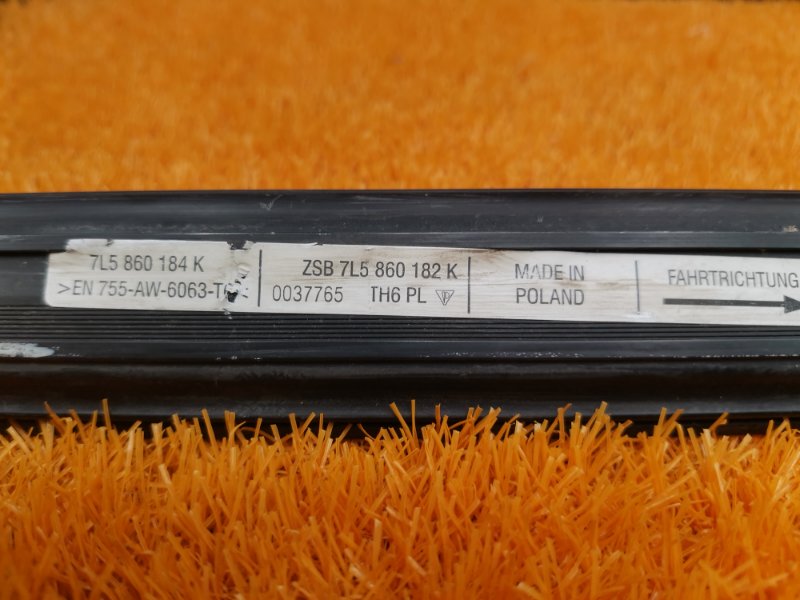 7L5 860 184 K
>EN 755-AW-6063-
ZSB 7L5 860 182 K
0037765 TH6 PL
MADE IN
POLAND
FAHRTRICHTUNG